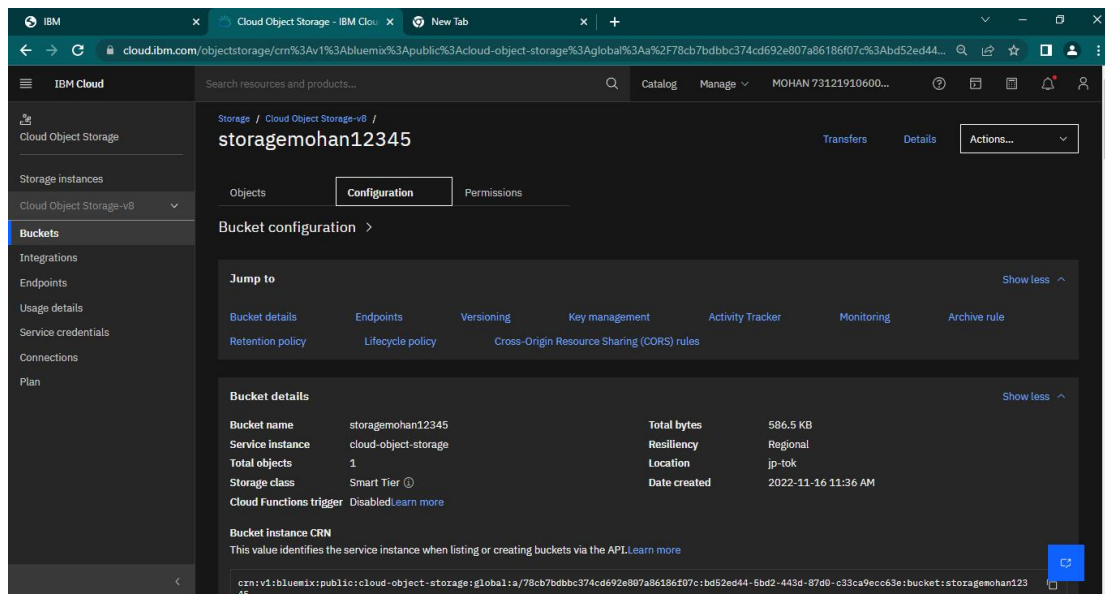 IBM
Cloud Object Storage - IBM Clou
New Tab
cloud.ibm.com/objectstorage/crn%3Av1%3Abluemix%3Apublic%3Acloud-object-storage%3Aglobal%3Aa%2F78cb7bdbbc374cd692e807a86186f07c%3Abd52ed44...
IBM Cloud
Search resources and products...
Catalog
Manage
MOHAN 73121910600...
Cloud Object Storage
Storage instances
Cloud Object Storage-v8
Buckets
Integrations
Endpoints
Usage details
Service credentials
Connections
Plan
Storage / Cloud Object Storage-v8 /
storagemohan12345
Transfers
Details
Actions...
Objects
Configuration
Permissions
Bucket configuration >
Jump to
Show less
Bucket details
Endpoints
Versioning
Key management
Activity Tracker
Monitoring
Archive rule
Retention policy
Lifecycle policy
Cross-Origin Resource Sharing (CORS) rules
Bucket details
Show less
Bucket name storagemohan12345
Service instance cloud-object-storage
Total objects 1
Storage class Smart Tier
Cloud Functions trigger DisabledLearn more
Total bytes 586.5 KB
Resiliency Regional
Location jp-tok
Date created 2022-11-16 11:36 AM
Bucket instance CRN
This value identifies the service instance when listing or creating buckets via the API.Learn more
crn:v1:bluemix:public:cloud-object-storage:global:a/78cb7bdbbc374cd692e807a86186f07c:bd52ed44-5bd2-443d-87d0-c33ca9ecc63e:bucket:storagemohan123
45